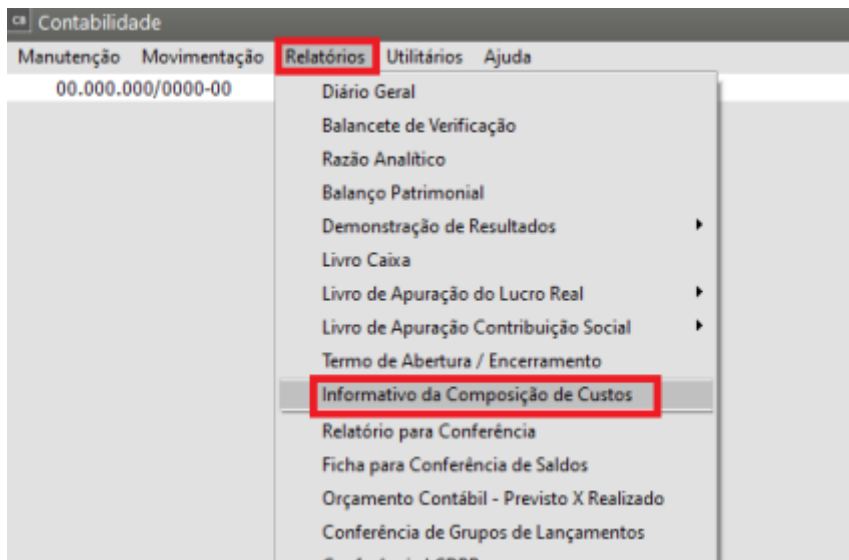 CB Contabilidade
Manutenção Movimentação Relatórios Utilitários Ajuda
00.000.000/0000-00
Diário Geral
Balancete de Verificação
Razão Analítico
Balanço Patrimonial
Demonstração de Resultados
Livro Caixa
Livro de Apuração do Lucro Real
Livro de Apuração Contribuição Social
Termo de Abertura / Encerramento
Informativo da Composição de Custos
Relatório para Conferência
Ficha para Conferência de Saldos
Orçamento Contábil - Previsto X Realizado
Conferência de Grupos de Lançamentos